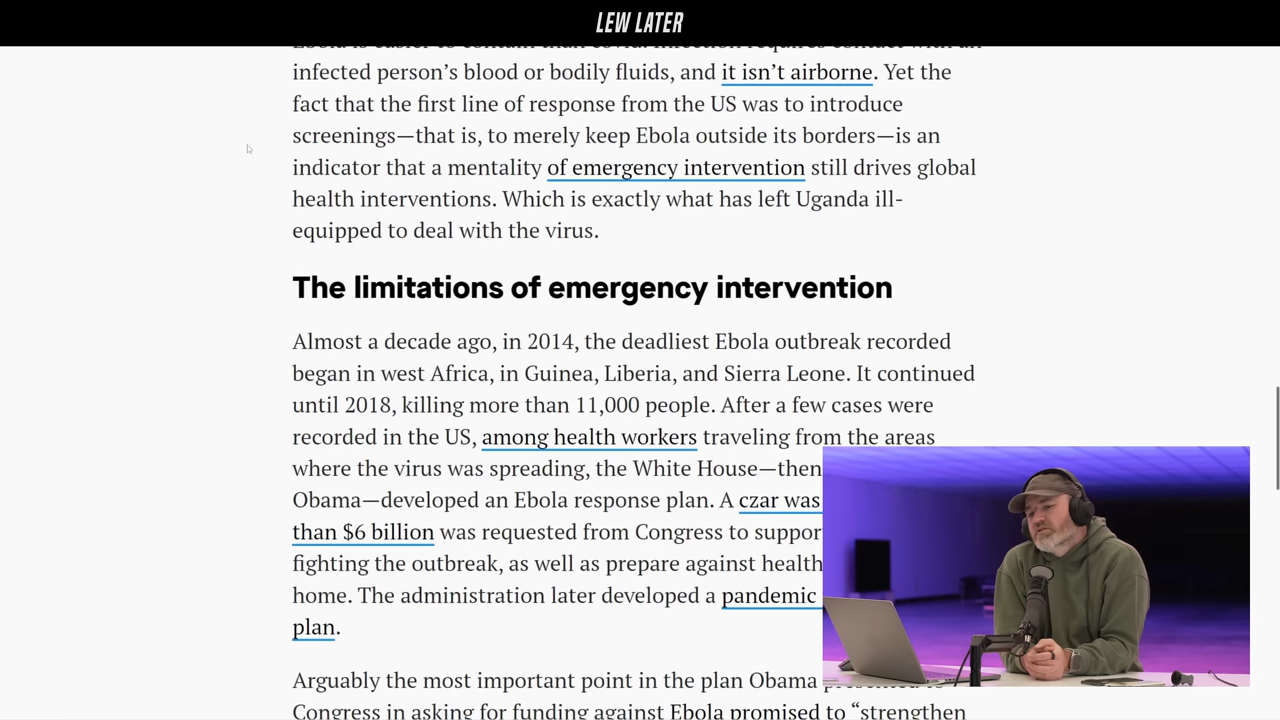 LEW LATER
Ebola is easier to contain than covid. Infection requires contact with an
infected person's blood or bodily fluids, and it isn't airborne. Yet the
fact that the first line of response from the US was to introduce
screenings—that is, to merely keep Ebola outside its borders—is an
indicator that a mentality of emergency intervention still drives global
health interventions. Which is exactly what has left Uganda ill-
equipped to deal with the virus.
The limitations of emergency intervention
Almost a decade ago, in 2014, the deadliest Ebola outbreak recorded
began in west Africa, in Guinea, Liberia, and Sierra Leone. It continued
until 2018, killing more than 11,000 people. After a few cases were
recorded in the US, among health workers traveling from the areas
where the virus was spreading, the White House—then
Obama—developed an Ebola response plan. A czar was
than $6 billion was requested from Congress to suppor
fighting the outbreak, as well as prepare against health
home. The administration later developed a pandemic
plan.
Arguably the most important point in the plan Obama presented to
Congress in asking for funding against Ebola promised to “strengthen